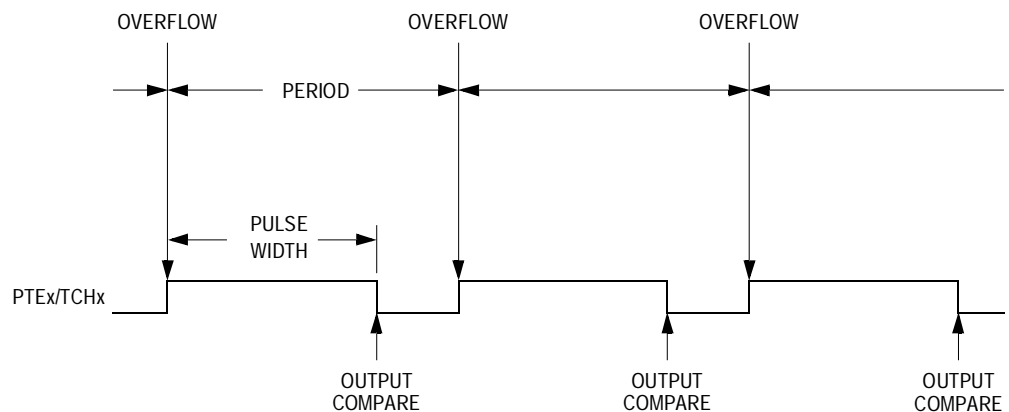 OVERFLOW
OVERFLOW
OVERFLOW
PERIOD
PULSE
WIDTH
PTEx/TCHx
OUTPUT
COMPARE
OUTPUT
COMPARE
OUTPUT
COMPARE